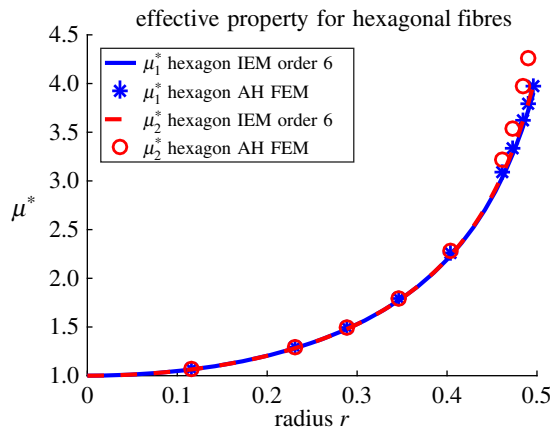 effective property for hexagonal fibres
4.5
4.0
3.5
3.0
2.5
2.0
1.5
1.0
μ*
μ₁* hexagon IEM order 6
μ₁* hexagon AH FEM
μ₂* hexagon IEM order 6
μ₂* hexagon AH FEM
0 0.1 0.2 0.3 0.4 0.5
radius r